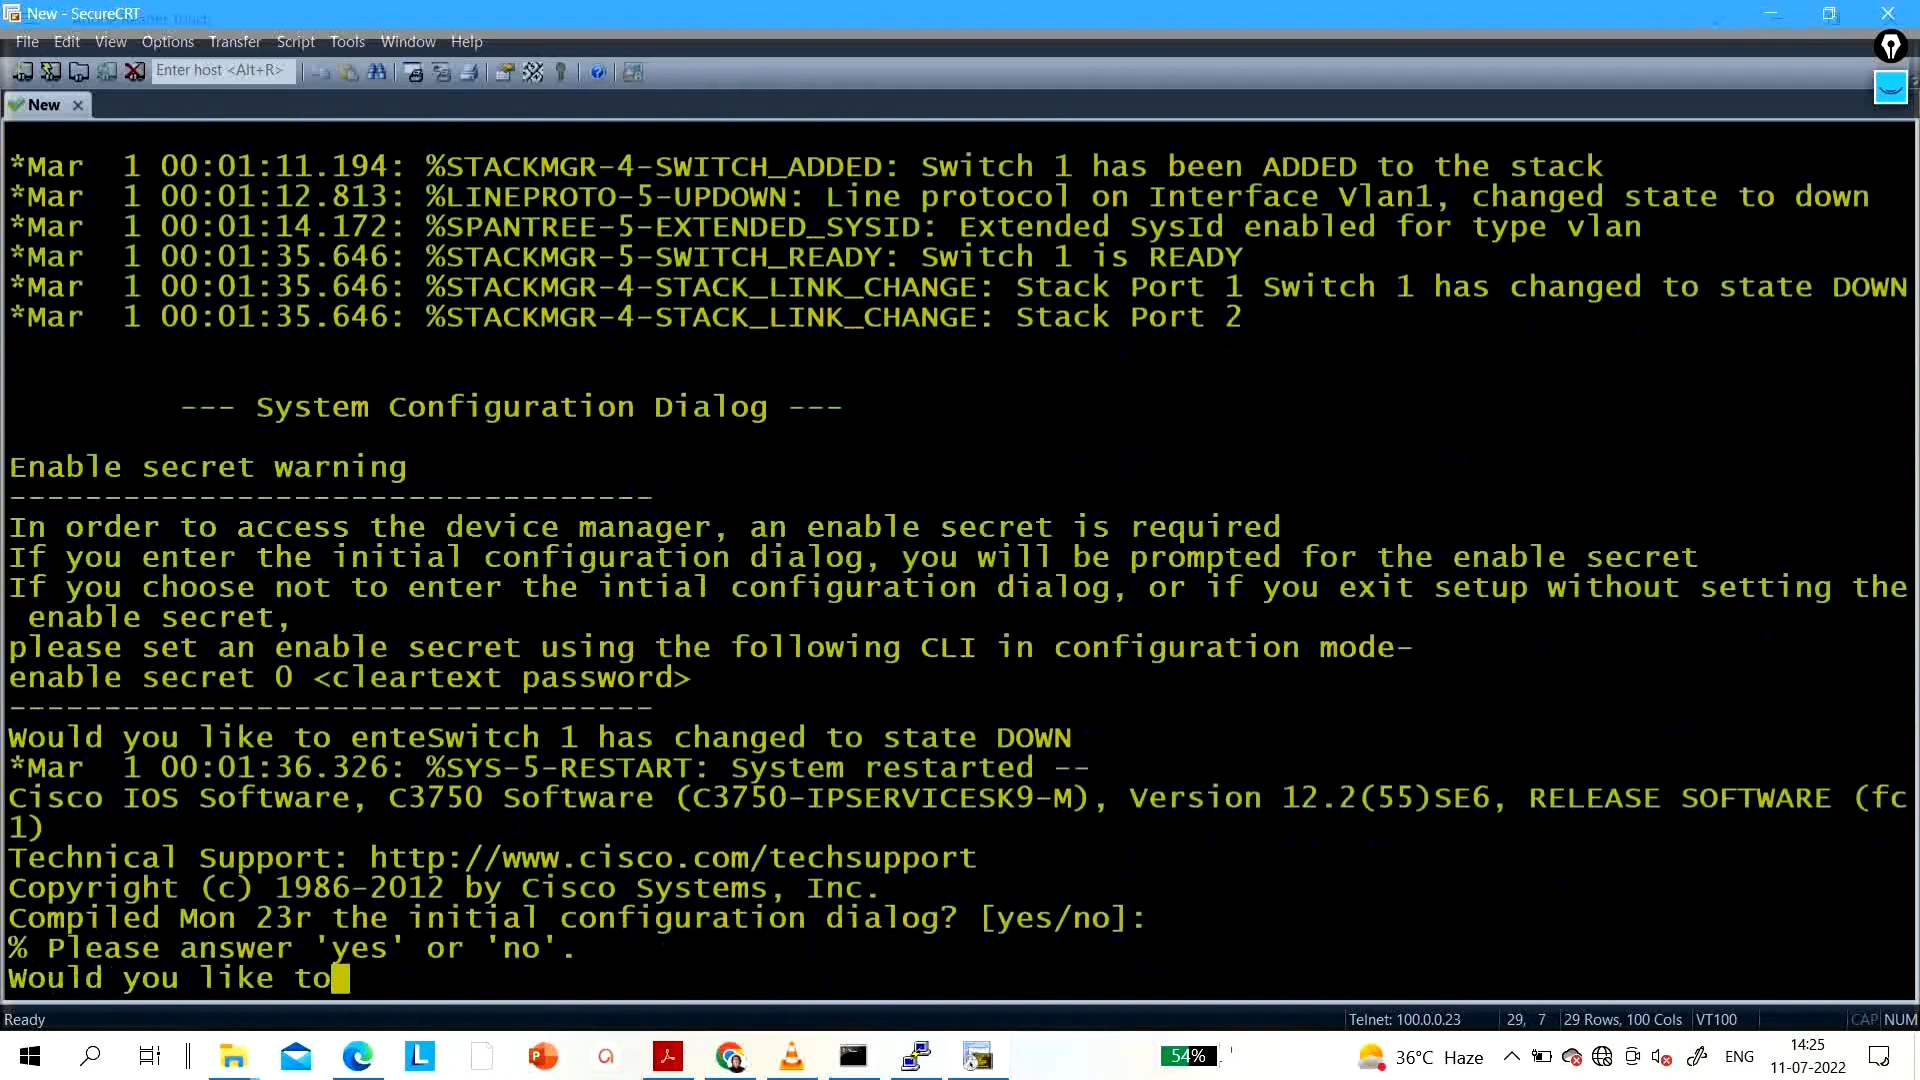 New - SecureCRT
File Edit View Options Transfer Script Tools Window Help
Enter host <Alt+R>
New
*Mar  1 00:01:11.194: %STACKMGR-4-SWITCH_ADDED: Switch 1 has been ADDED to the stack
*Mar  1 00:01:12.813: %LINEPROTO-5-UPDOWN: Line protocol on Interface Vlan1, changed state to down
*Mar  1 00:01:14.172: %SPANTREE-5-EXTENDED_SYSID: Extended SysId enabled for type vlan
*Mar  1 00:01:35.646: %STACKMGR-5-SWITCH_READY: Switch 1 is READY
*Mar  1 00:01:35.646: %STACKMGR-4-STACK_LINK_CHANGE: Stack Port 1 Switch 1 has changed to state DOWN
*Mar  1 00:01:35.646: %STACKMGR-4-STACK_LINK_CHANGE: Stack Port 2
--- System Configuration Dialog ---
Enable secret warning
----------------------------------
In order to access the device manager, an enable secret is required
If you enter the initial configuration dialog, you will be prompted for the enable secret
If you choose not to enter the intial configuration dialog, or if you exit setup without setting the
 enable secret,
please set an enable secret using the following CLI in configuration mode-
enable secret 0 <cleartext password>
----------------------------------
Would you like to enteSwitch 1 has changed to state DOWN
*Mar  1 00:01:36.326: %SYS-5-RESTART: System restarted --
Cisco IOS Software, C3750 Software (C3750-IPSERVICESK9-M), Version 12.2(55)SE6, RELEASE SOFTWARE (fc
1)
Technical Support: http://www.cisco.com/techsupport
Copyright (c) 1986-2012 by Cisco Systems, Inc.
Compiled Mon 23r the initial configuration dialog? [yes/no]:
% Please answer 'yes' or 'no'.
Would you like to
Ready Telnet: 100.0.0.23 29, 7 29 Rows, 100 Cols VT100 CAP NUM
54% 36°C Haze ENG 14:25
11-07-2022